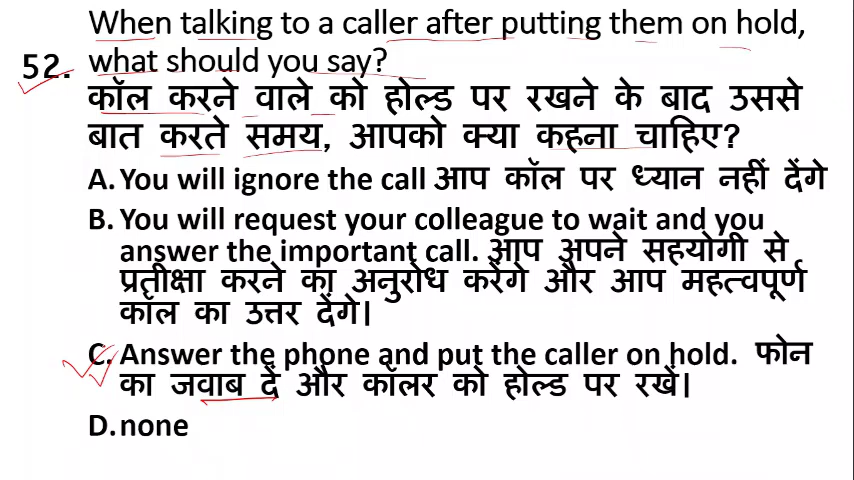 When talking to a caller after putting them on hold,
52. what should you say?
कॉल करने वाले को होल्ड पर रखने के बाद उससे
बात करते समय, आपको क्या कहना चाहिए?
A. You will ignore the call आप कॉल पर ध्यान नहीं देंगे
B. You will request your colleague to wait and you
answer the important call. आप अपने सहयोगी से
प्रतीक्षा करने का अनुरोध करेंगे और आप महत्वपूर्ण
कॉल का उत्तर देंगे।
C. Answer the phone and put the caller on hold. फोन
का जवाब दें और कॉलर को होल्ड पर रखें।
D. none